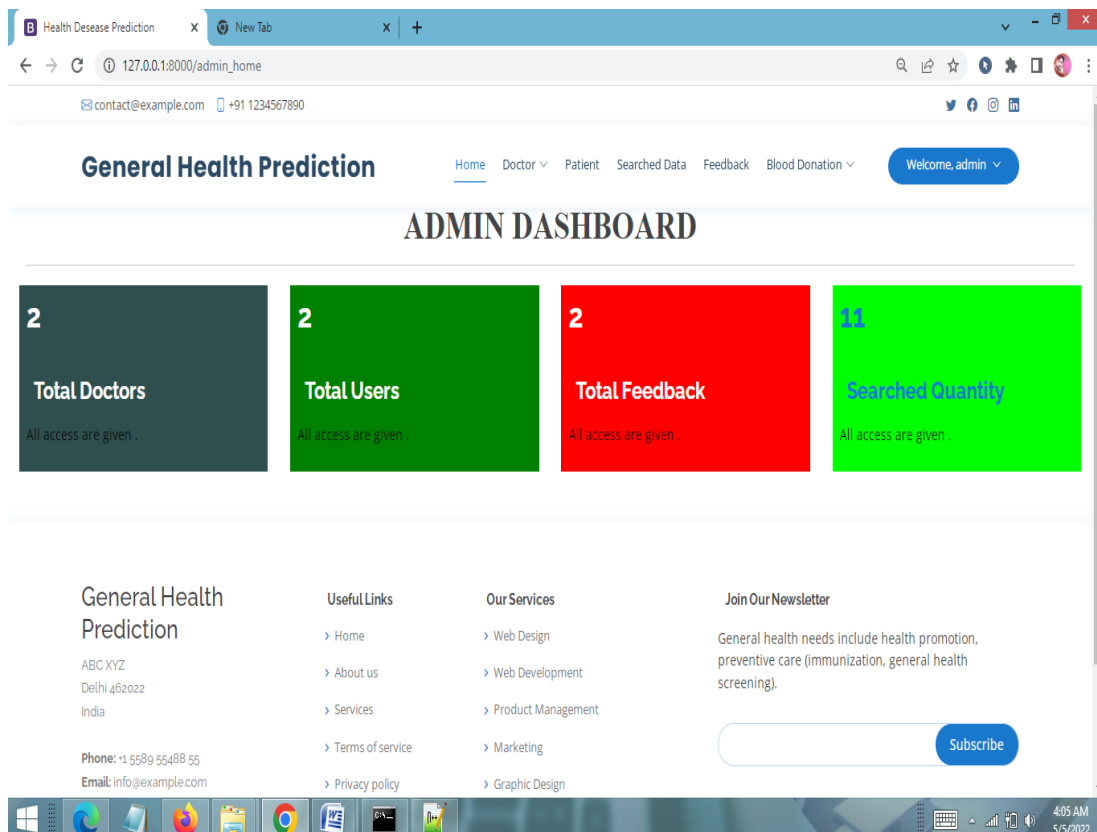 Health Desease Prediction
New Tab
127.0.0.1:8000/admin_home
contact@example.com +91 1234567890
General Health Prediction
Home Doctor Patient Searched Data Feedback Blood Donation Welcome, admin
ADMIN DASHBOARD
2
Total Doctors
All access are given .
2
Total Users
All access are given .
2
Total Feedback
All access are given .
11
Searched Quantity
All access are given .
General Health
Prediction
ABC XYZ
Delhi 462022
India
Phone: +1 5589 55488 55
Email: info@example.com
Useful Links
Home
About us
Services
Terms of service
Privacy policy
Our Services
Web Design
Web Development
Product Management
Marketing
Graphic Design
Join Our Newsletter
General health needs include health promotion,
preventive care (immunization, general health
screening).
Subscribe
4:05 AM
5/5/2022